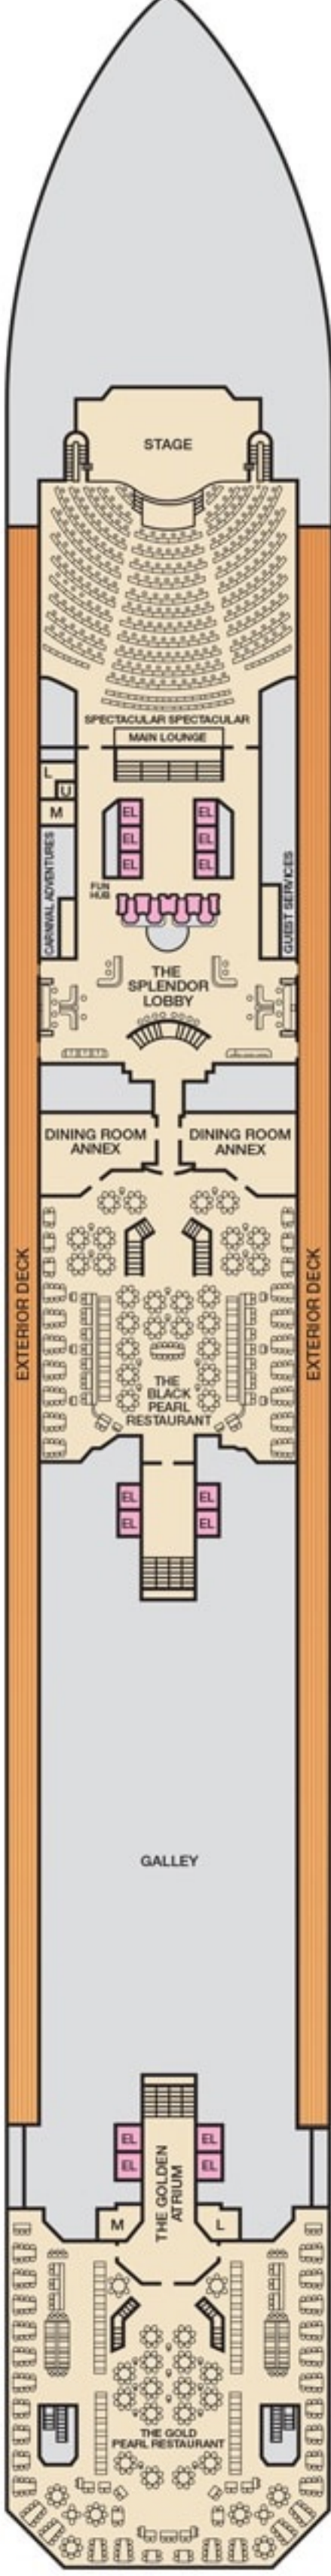 STAGE
SPECTACULAR SPECTACULAR
MAIN LOUNGE
L
U
M
EL EL
EL EL
EL EL
CARNIVAL ADVENTURES
FUN
HUB
GUEST SERVICES
THE
SPLENDOR
LOBBY
DINING ROOM
ANNEX
DINING ROOM
ANNEX
EXTERIOR DECK
EXTERIOR DECK
THE
BLACK
PEARL
RESTAURANT
EL EL
EL EL
GALLEY
EL EL
EL EL
THE GOLDEN
ATRIUM
M
L
THE GOLD
PEARL RESTAURANT